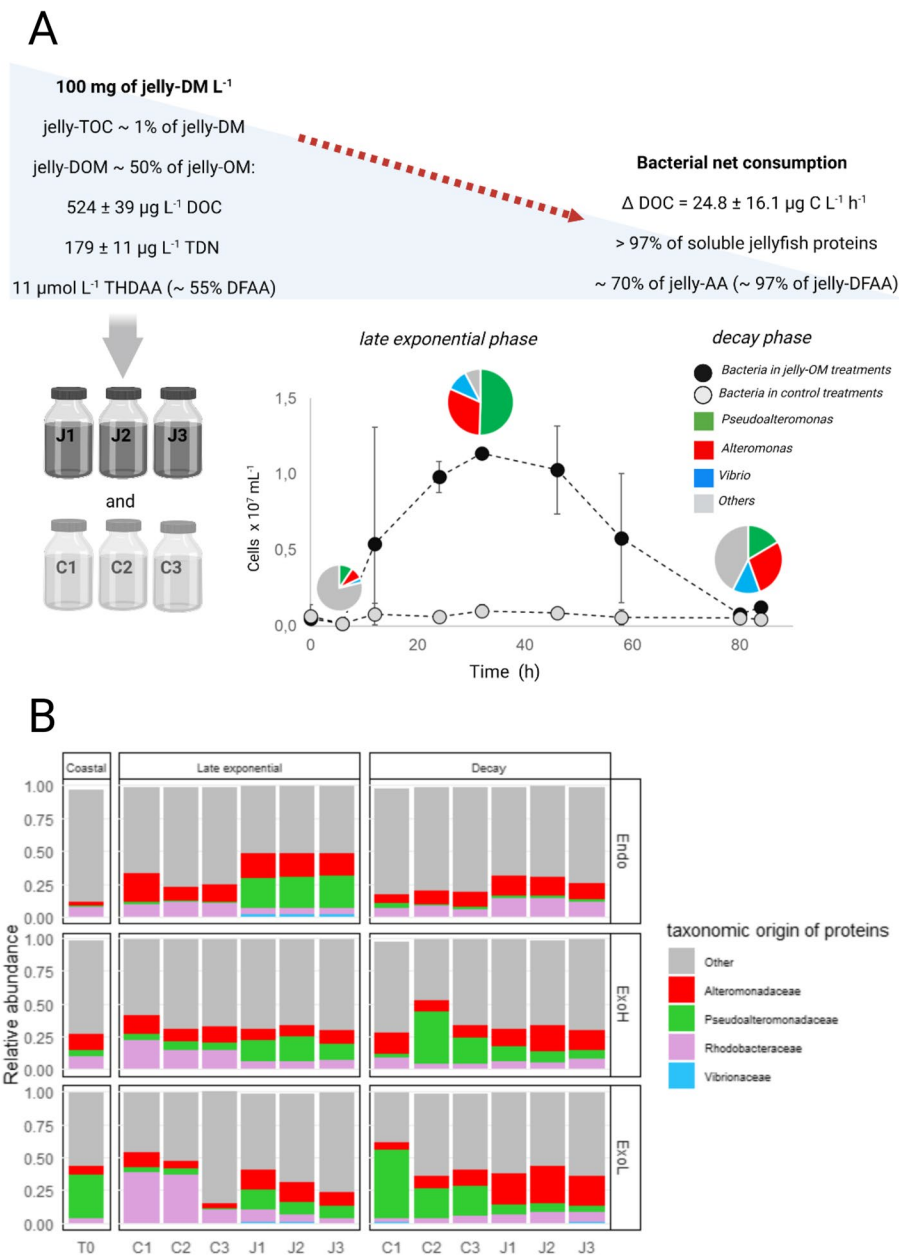 A
100 mg of jelly-DM L-1
jelly-TOC ~ 1% of jelly-DM
jelly-DOM ~ 50% of jelly-OM:
524 ± 39 µg L-1 DOC
179 ± 11 µg L-1 TDN
11 µmol L-1 THDAA (~ 55% DFAA)
Bacterial net consumption
Δ DOC = 24.8 ± 16.1 µg C L-1 h-1
> 97% of soluble jellyfish proteins
~ 70% of jelly-AA (~ 97% of jelly-DFAA)
J1 J2 J3
and
C1 C2 C3
late exponential phase
decay phase
Bacteria in jelly-OM treatments
Bacteria in control treatments
Pseudoalteromonas
Alteromonas
Vibrio
Others
Cells x 10⁷ mL-1
1,5
1,0
0,5
0,0
0 20 40 60 80
Time (h)
B
Coastal Late exponential Decay
Relative abundance
1.00
0.75
0.50
0.25
0.00
Endo
1.00
0.75
0.50
0.25
0.00
ExoH
1.00
0.75
0.50
0.25
0.00
ExoL
T0 C1 C2 C3 J1 J2 J3 C1 C2 C3 J1 J2 J3
taxonomic origin of proteins
Other
Alteromonadaceae
Pseudoalteromonadaceae
Rhodobacteraceae
Vibrionaceae